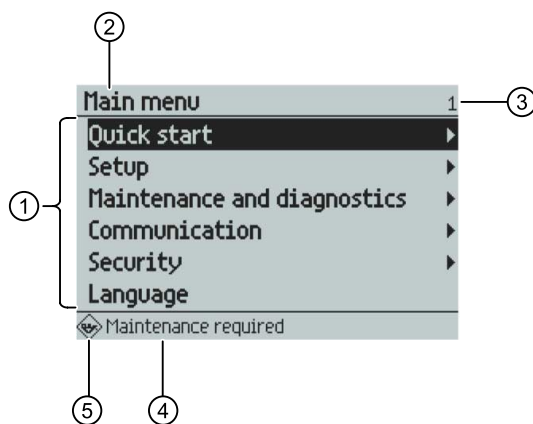 2
Main menu 1 3
Quick start
Setup
1
Maintenance and diagnostics
Communication
Security
Language
Maintenance required
5 4